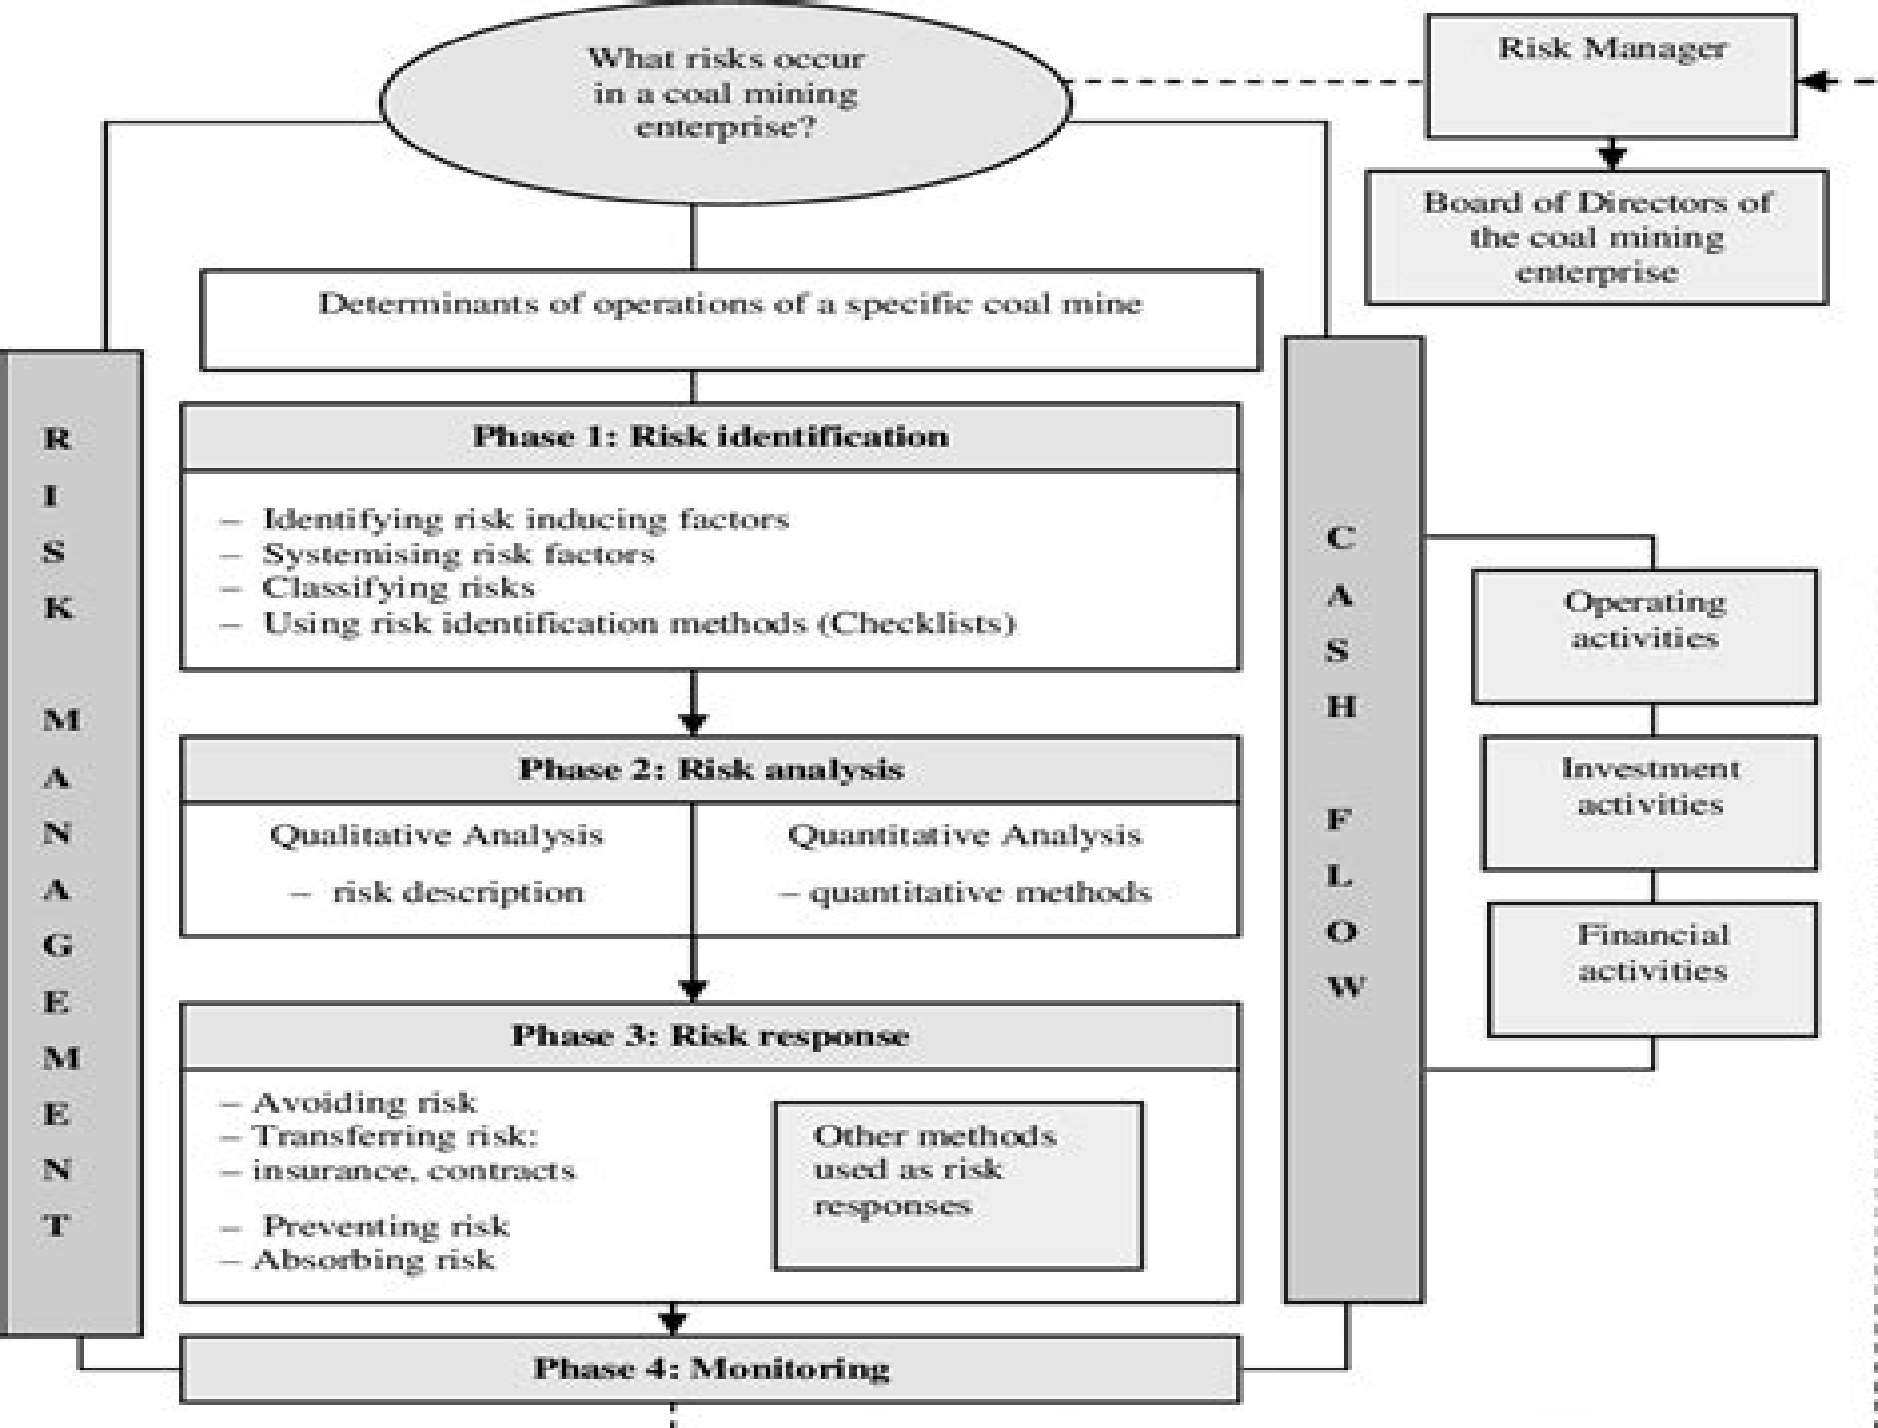 What risks occur
in a coal mining
enterprise?
Risk Manager
Board of Directors of
the coal mining
enterprise
Determinants of operations of a specific coal mine
RISK MANAGEMENT
Phase 1: Risk identification
– Identifying risk inducing factors
– Systemising risk factors
– Classifying risks
– Using risk identification methods (Checklists)
Phase 2: Risk analysis
Qualitative Analysis
– risk description
Quantitative Analysis
– quantitative methods
Phase 3: Risk response
– Avoiding risk
– Transferring risk:
– insurance, contracts
– Preventing risk
– Absorbing risk
Other methods
used as risk
responses
Phase 4: Monitoring
CASH FLOW
Operating
activities
Investment
activities
Financial
activities